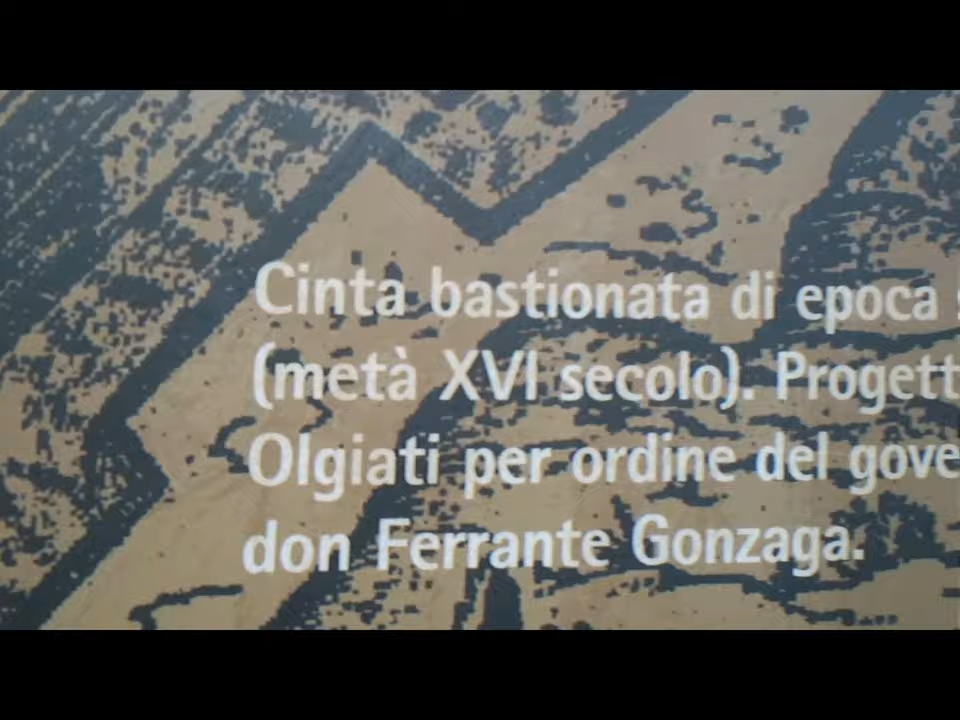 Cinta bastionata di epoca
(metà XVI secolo). Progett
Olgiati per ordine del gove
don Ferrante Gonzaga.